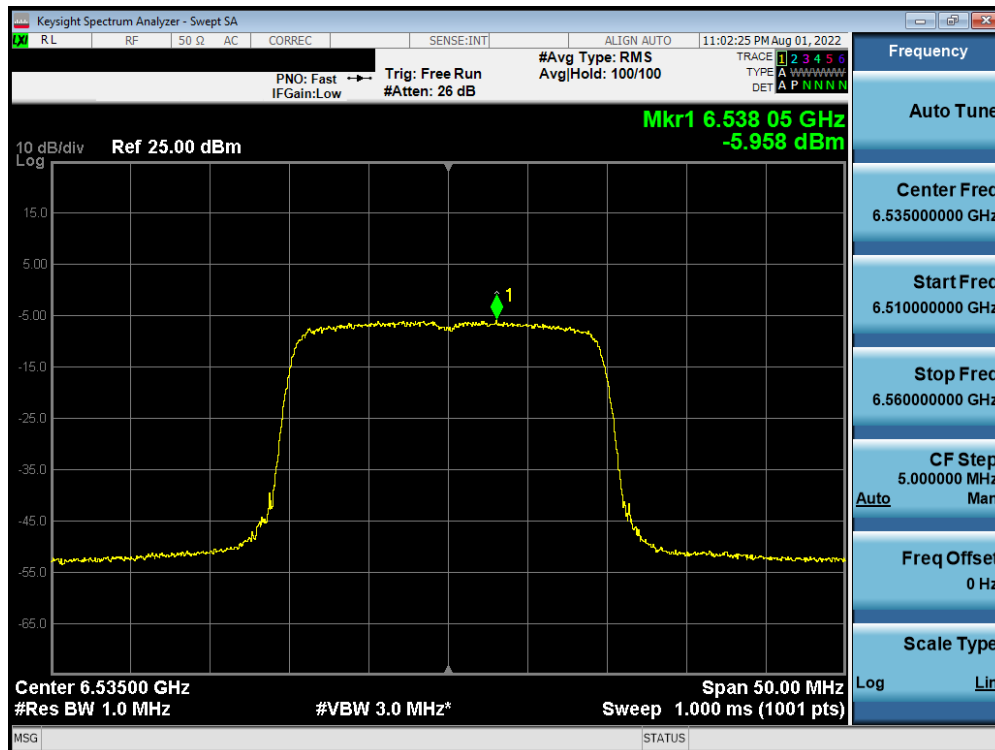 Keysight Spectrum Analyzer - Swept SA
LXI RL RF 50 Ω AC CORREC SENSE:INT ALIGN AUTO 11:02:25 PM Aug 01, 2022
PNO: Fast
IFGain:Low
Trig: Free Run
#Atten: 26 dB
#Avg Type: RMS
Avg|Hold: 100/100
TRACE 1 2 3 4 5 6
TYPE A WWWWW
DET A P N N N N
Mkr1 6.538 05 GHz
-5.958 dBm
10 dB/div Ref 25.00 dBm
Log
15.0
5.00
-5.00
-15.0
-25.0
-35.0
-45.0
-55.0
-65.0
1
Center 6.53500 GHz
Span 50.00 MHz
#Res BW 1.0 MHz
#VBW 3.0 MHz*
Sweep 1.000 ms (1001 pts)
MSG
STATUS
Frequency
Auto Tune
Center Freq
6.535000000 GHz
Start Freq
6.510000000 GHz
Stop Freq
6.560000000 GHz
CF Step
5.000000 MHz
Auto Man
Freq Offset
0 Hz
Scale Type
Log Lin